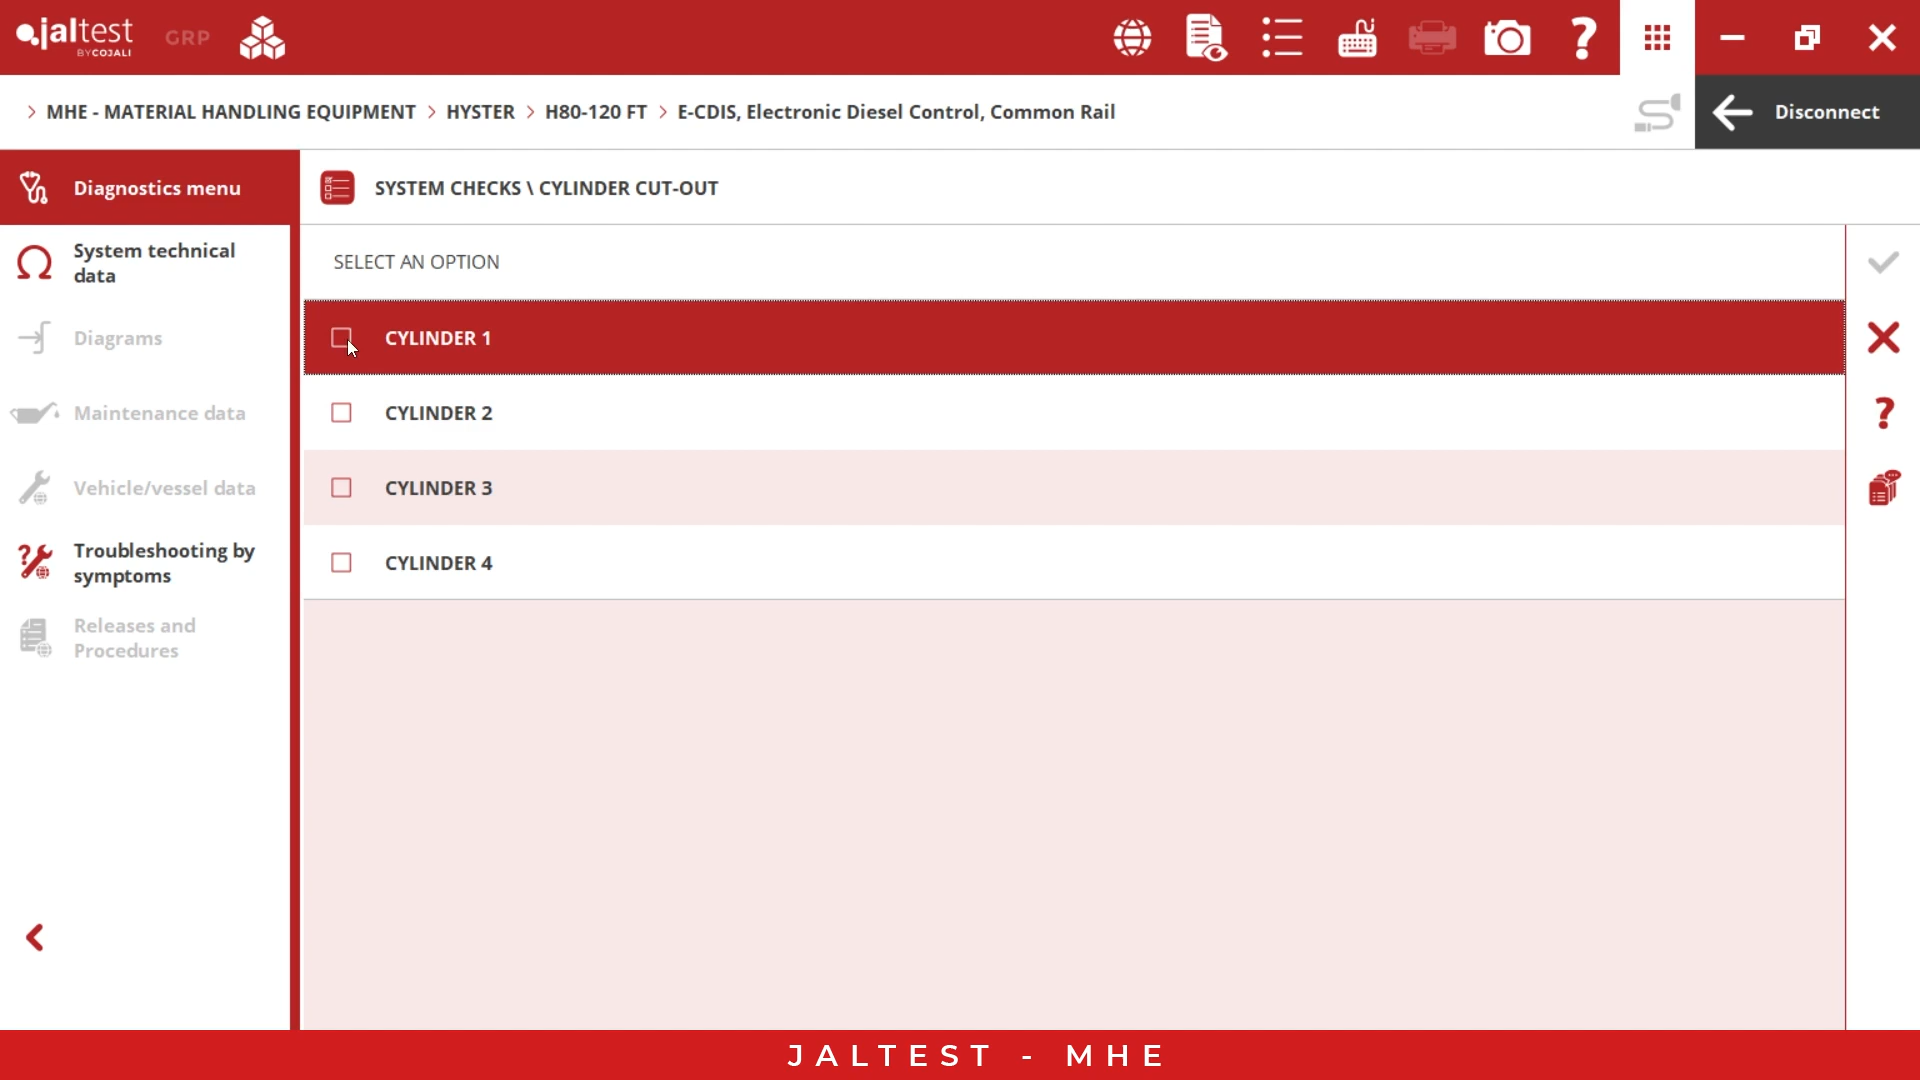 jaltest
BY COJALI
GRP
MHE - MATERIAL HANDLING EQUIPMENT
HYSTER
H80-120 FT
E-CDIS, Electronic Diesel Control, Common Rail
Disconnect
Diagnostics menu
SYSTEM CHECKS \ CYLINDER CUT-OUT
System technical
data
Diagrams
Maintenance data
Vehicle/vessel data
Troubleshooting by
symptoms
Releases and
Procedures
SELECT AN OPTION
CYLINDER 1
CYLINDER 2
CYLINDER 3
CYLINDER 4
JALTEST - MHE